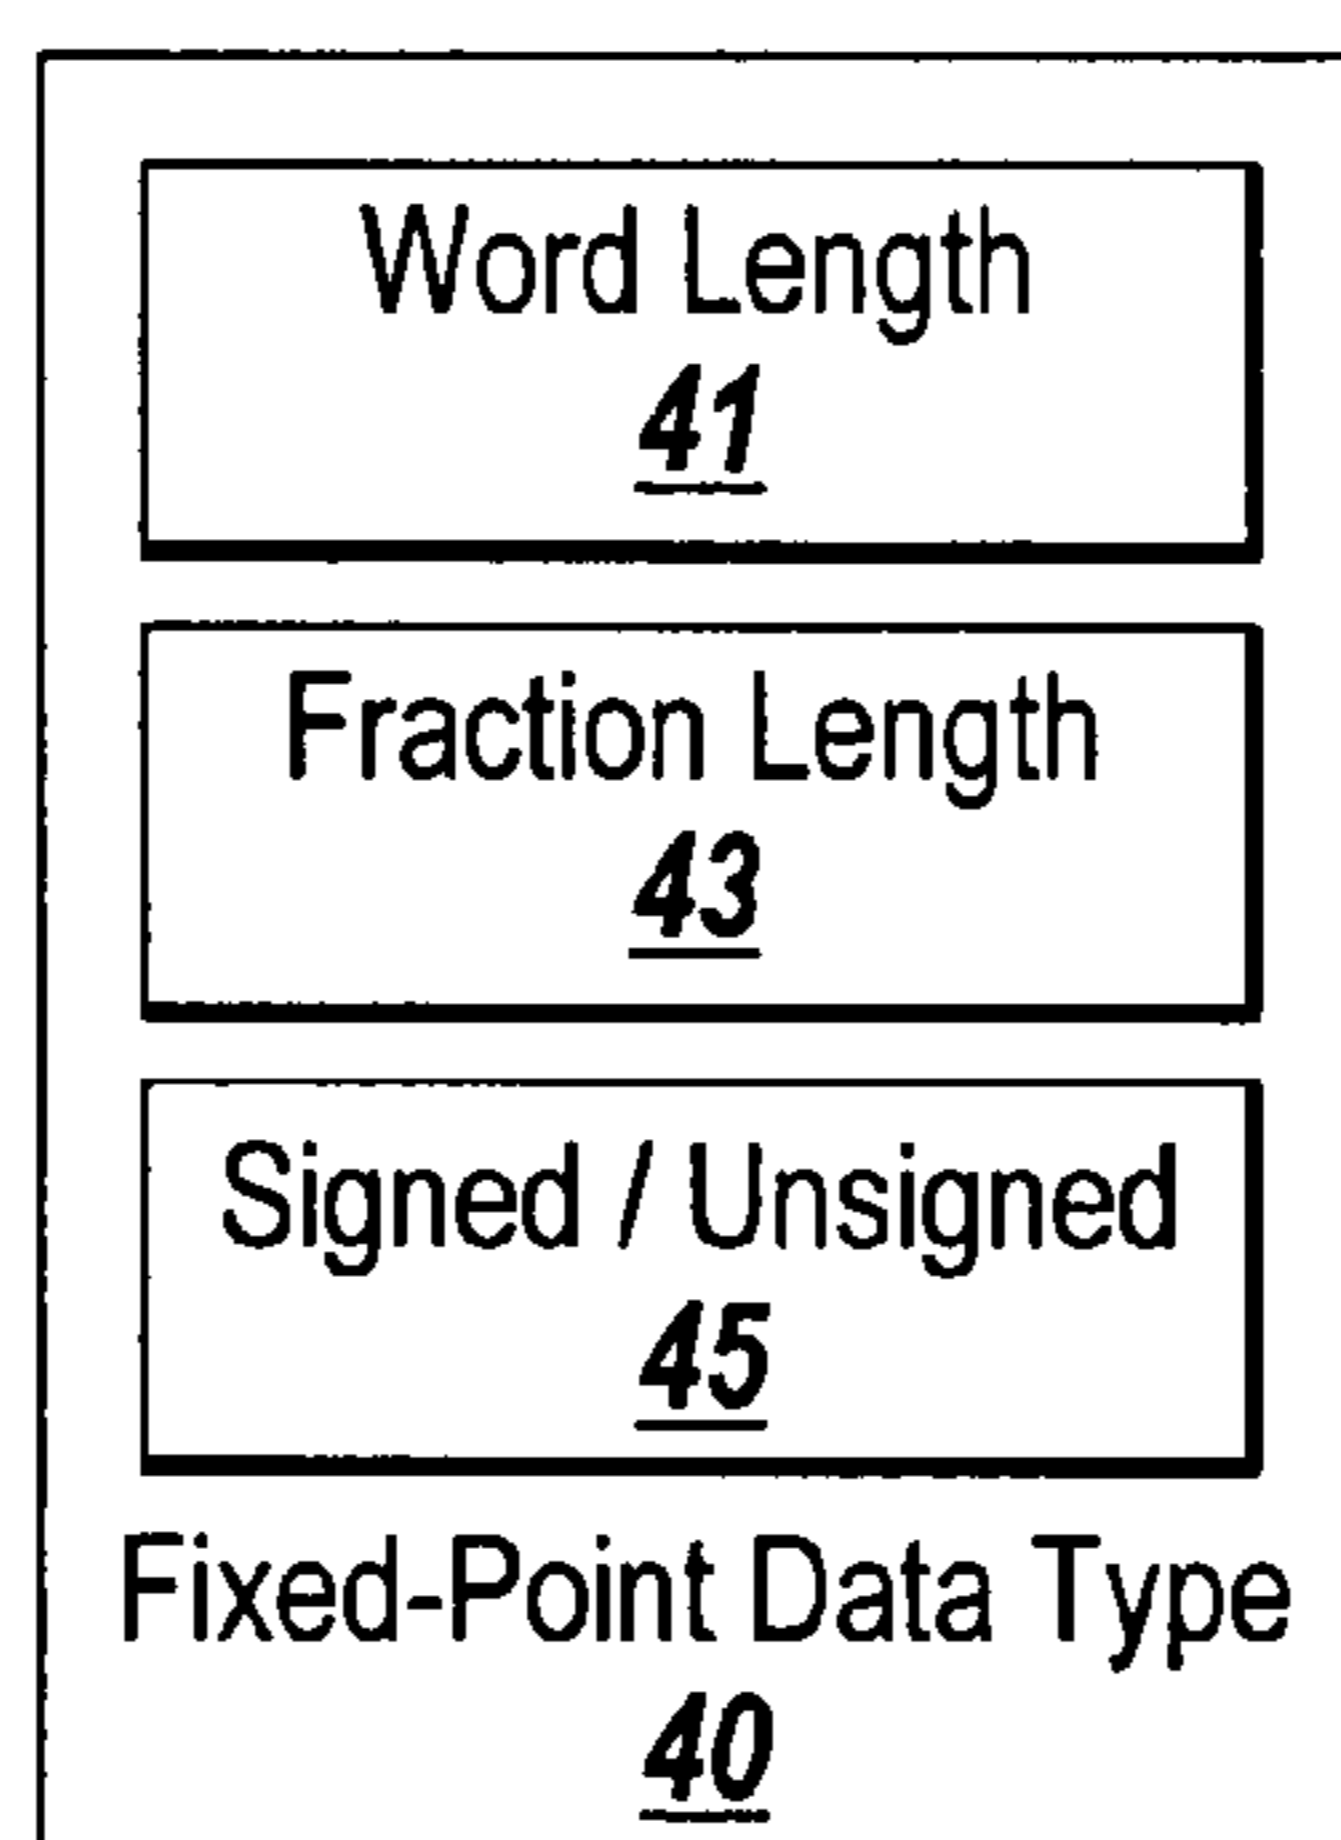 Word Length
41
Fraction Length
43
Signed / Unsigned
45
Fixed-Point Data Type
40